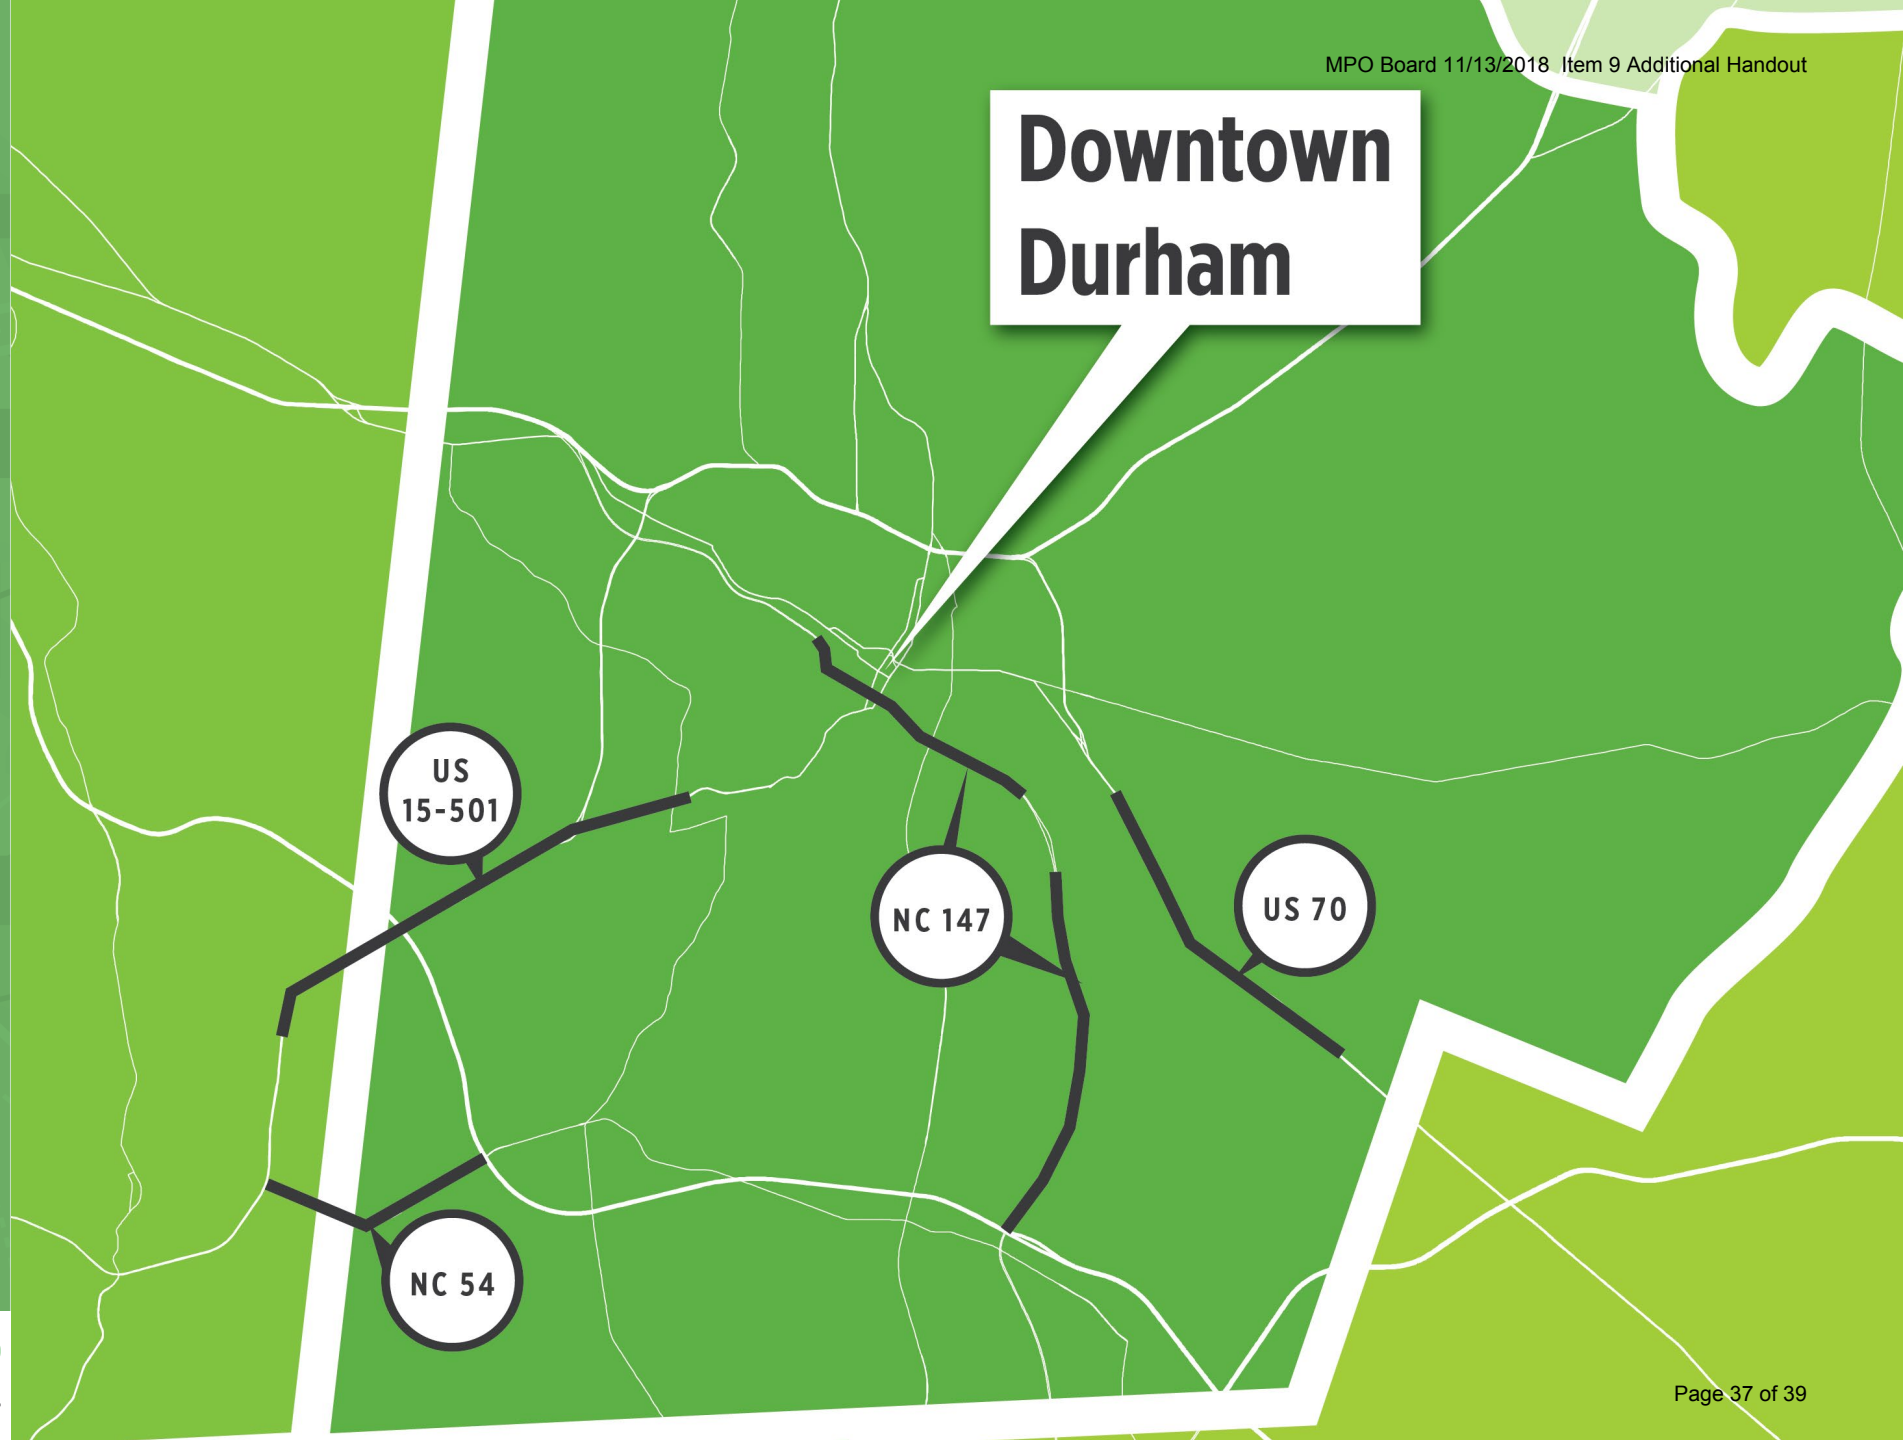 MPO Board 11/13/2018 Item 9 Additional Handout
Downtown
Durham
US
15-501
NC 147
US 70
NC 54
Page 37 of 39